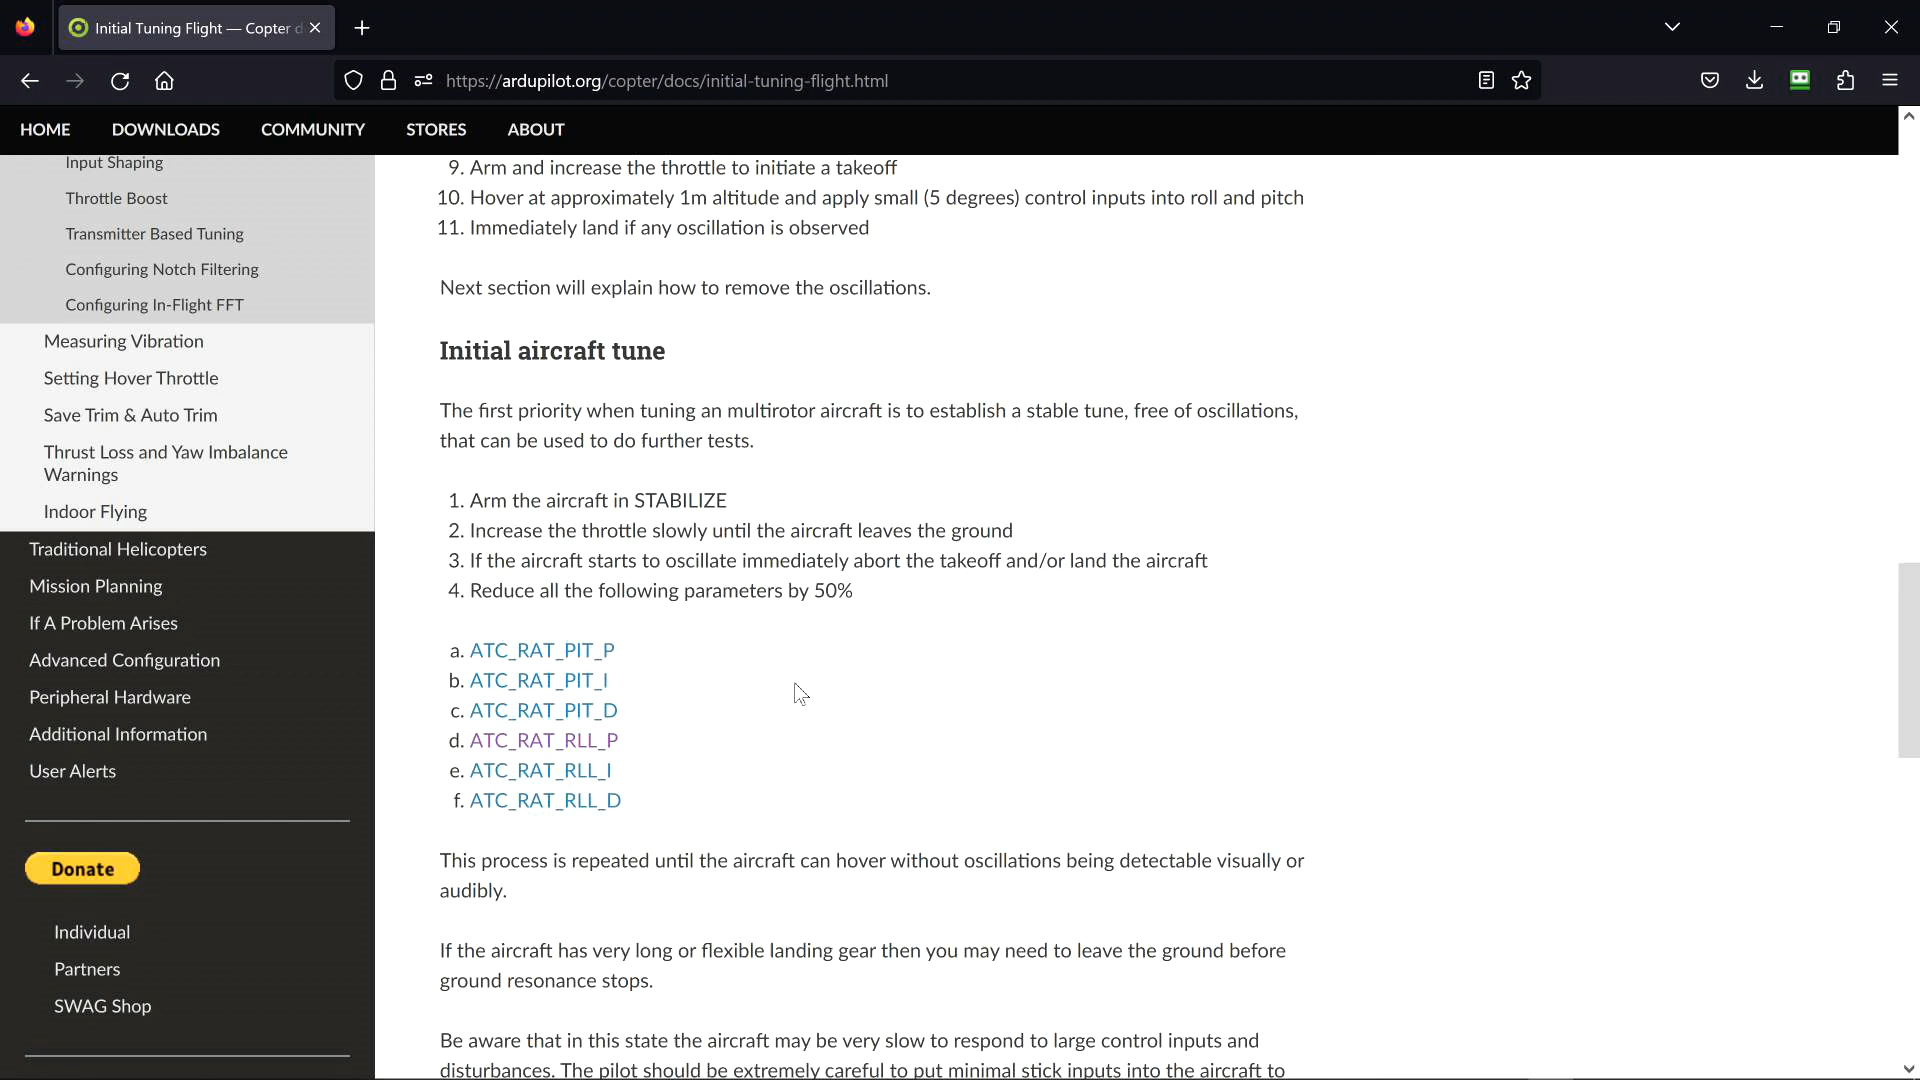 Initial Tuning Flight — Copter d
https://ardupilot.org/copter/docs/initial-tuning-flight.html
HOME DOWNLOADS COMMUNITY STORES ABOUT
Input Shaping
Throttle Boost
Transmitter Based Tuning
Configuring Notch Filtering
Configuring In-Flight FFT
Measuring Vibration
Setting Hover Throttle
Save Trim & Auto Trim
Thrust Loss and Yaw Imbalance
Warnings
Indoor Flying
Traditional Helicopters
Mission Planning
If A Problem Arises
Advanced Configuration
Peripheral Hardware
Additional Information
User Alerts
Donate
Individual
Partners
SWAG Shop
9. Arm and increase the throttle to initiate a takeoff
10. Hover at approximately 1m altitude and apply small (5 degrees) control inputs into roll and pitch
11. Immediately land if any oscillation is observed
Next section will explain how to remove the oscillations.
Initial aircraft tune
The first priority when tuning an multirotor aircraft is to establish a stable tune, free of oscillations,
that can be used to do further tests.
1. Arm the aircraft in STABILIZE
2. Increase the throttle slowly until the aircraft leaves the ground
3. If the aircraft starts to oscillate immediately abort the takeoff and/or land the aircraft
4. Reduce all the following parameters by 50%
a. ATC_RAT_PIT_P
b. ATC_RAT_PIT_I
c. ATC_RAT_PIT_D
d. ATC_RAT_RLL_P
e. ATC_RAT_RLL_I
f. ATC_RAT_RLL_D
This process is repeated until the aircraft can hover without oscillations being detectable visually or
audibly.
If the aircraft has very long or flexible landing gear then you may need to leave the ground before
ground resonance stops.
Be aware that in this state the aircraft may be very slow to respond to large control inputs and
disturbances. The pilot should be extremely careful to put minimal stick inputs into the aircraft to